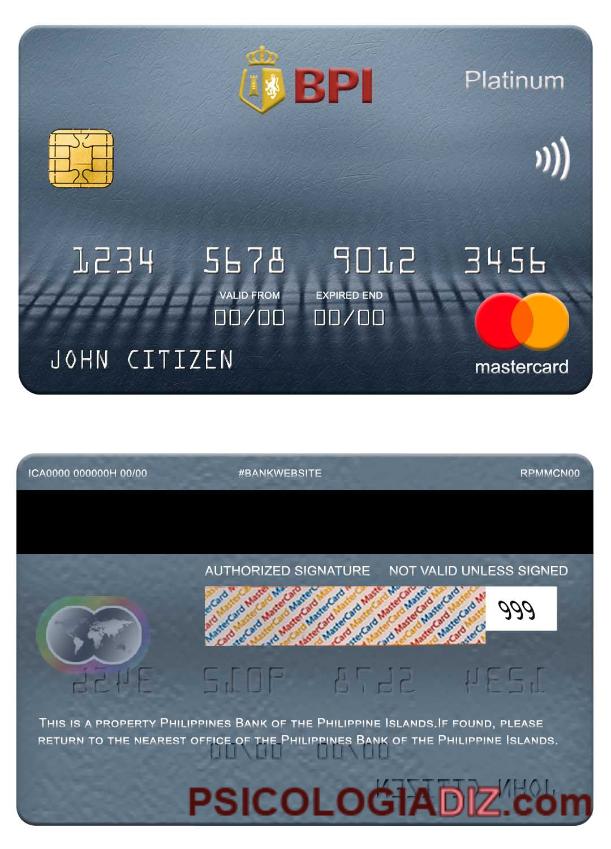 BPI
Platinum
1234 5678 9012 3456
VALID FROM EXPIRED END
00/00 00/00
JOHN CITIZEN
mastercard
ICA0000 000000H 00/00 #BANKWEBSITE RPMMCN00
AUTHORIZED SIGNATURE NOT VALID UNLESS SIGNED
999
THIS IS A PROPERTY PHILIPPINES BANK OF THE PHILIPPINE ISLANDS.IF FOUND, PLEASE
RETURN TO THE NEAREST OFFICE OF THE PHILIPPINES BANK OF THE PHILIPPINE ISLANDS.
PSICOLOGIADIZ.com